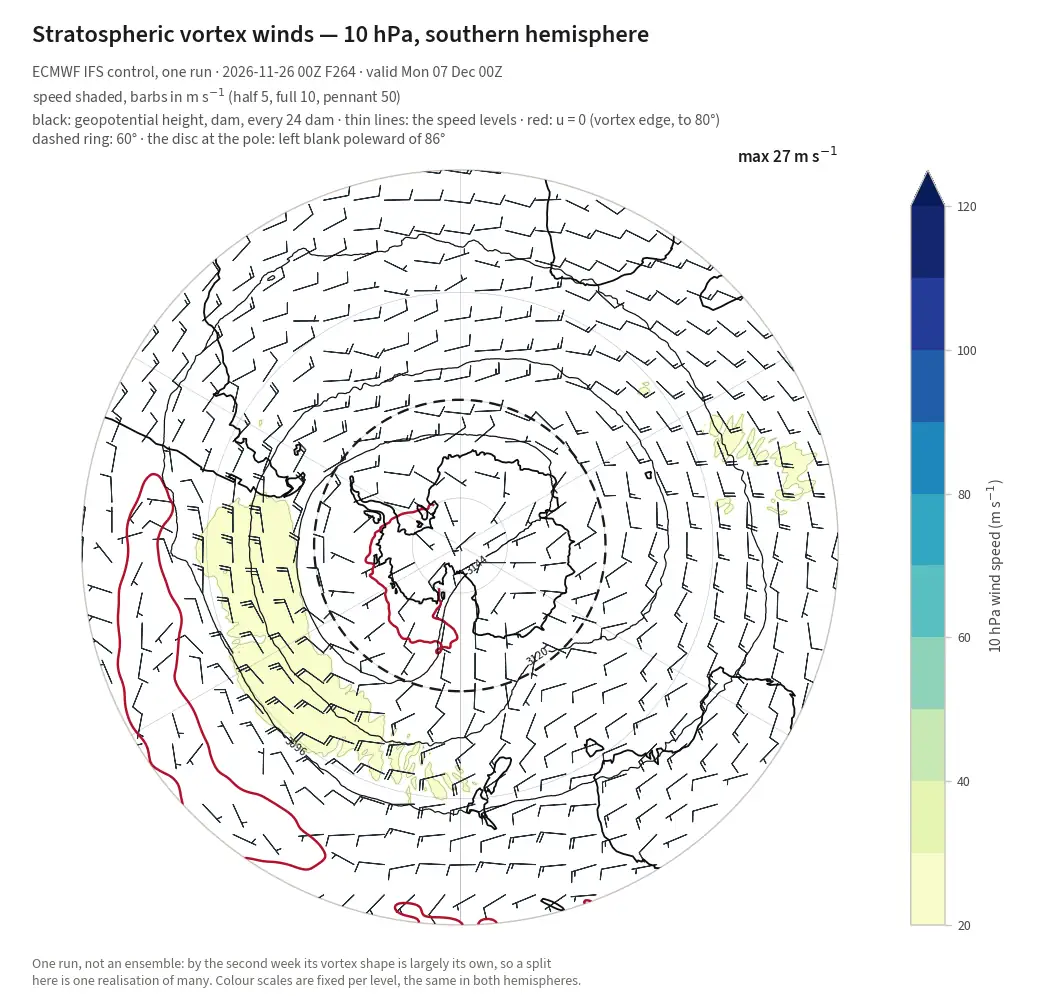 Stratospheric vortex winds — 10 hPa, southern hemisphere
ECMWF IFS control, one run · 2026-11-26 00Z F264 · valid Mon 07 Dec 00Z
speed shaded, barbs in m s⁻¹ (half 5, full 10, pennant 50)
black: geopotential height, dam, every 24 dam · thin lines: the speed levels · red: u = 0 (vortex edge, to 80°)
dashed ring: 60° · the disc at the pole: left blank poleward of 86°
max 27 m s⁻¹
120
100
80
60
40
20
10 hPa wind speed (m s⁻¹)
3144
3120
3096
One run, not an ensemble: by the second week its vortex shape is largely its own, so a split
here is one realisation of many. Colour scales are fixed per level, the same in both hemispheres.